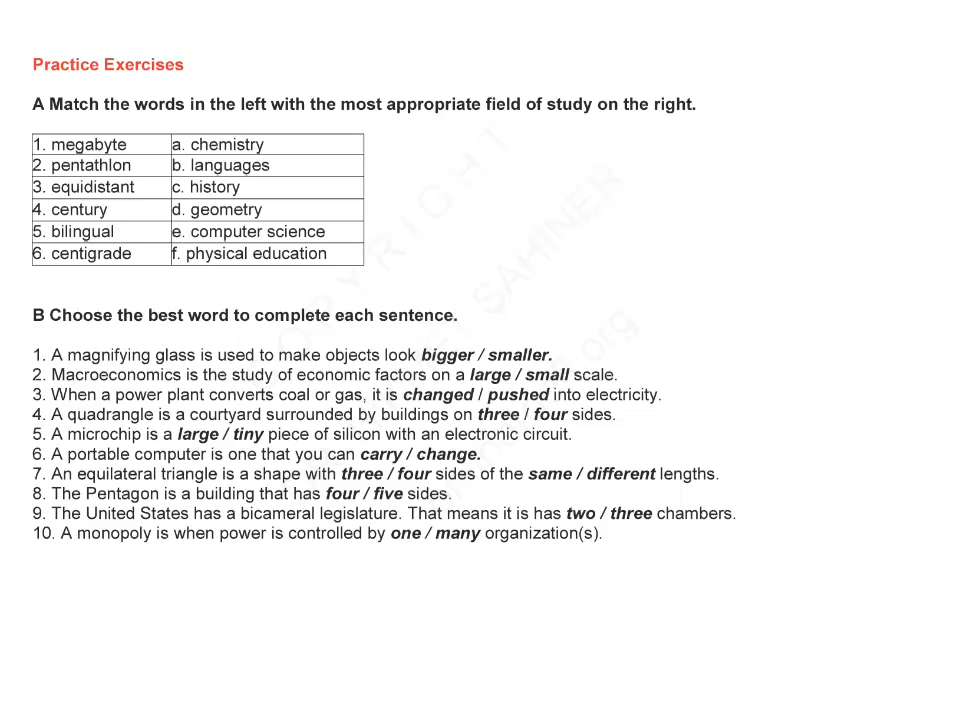 Practice Exercises
A Match the words in the left with the most appropriate field of study on the right.
1. megabyte a. chemistry
2. pentathlon b. languages
3. equidistant c. history
4. century d. geometry
5. bilingual e. computer science
6. centigrade f. physical education
B Choose the best word to complete each sentence.
1. A magnifying glass is used to make objects look bigger / smaller.
2. Macroeconomics is the study of economic factors on a large / small scale.
3. When a power plant converts coal or gas, it is changed / pushed into electricity.
4. A quadrangle is a courtyard surrounded by buildings on three / four sides.
5. A microchip is a large / tiny piece of silicon with an electronic circuit.
6. A portable computer is one that you can carry / change.
7. An equilateral triangle is a shape with three / four sides of the same / different lengths.
8. The Pentagon is a building that has four / five sides.
9. The United States has a bicameral legislature. That means it is has two / three chambers.
10. A monopoly is when power is controlled by one / many organization(s).